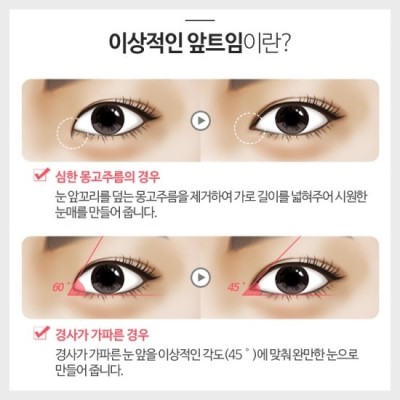 이상적인 앞트임이란?
심한 몽고주름의 경우
눈 앞꼬리를 덮는 몽고주름을 제거하여 가로 길이를 넓혀주어 시원한
눈매를 만들어 줍니다.
60˚
45˚
경사가 가파른 경우
경사가 가파른 눈 앞을 이상적인 각도(45˚)에 맞춰 완만한 눈으로
만들어 줍니다.